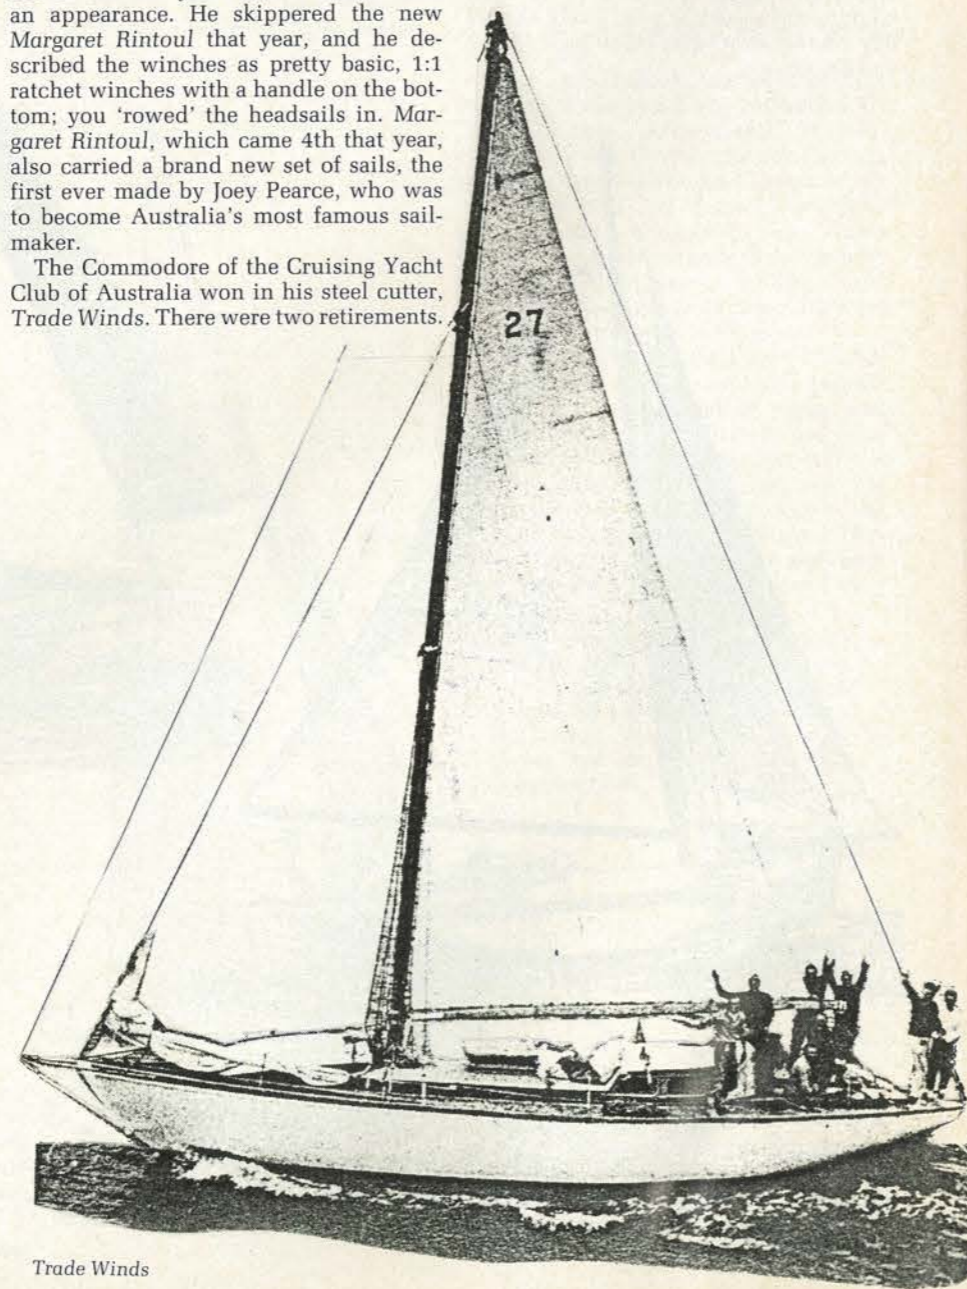 an appearance. He skippered the new
Margaret Rintoul that year, and he de-
scribed the winches as pretty basic, 1:1
ratchet winches with a handle on the bot-
tom; you ‘rowed’ the headsails in. Mar-
garet Rintoul, which came 4th that year,
also carried a brand new set of sails, the
first ever made by Joey Pearce, who was
to become Australia’s most famous sail-
maker.
The Commodore of the Cruising Yacht
Club of Australia won in his steel cutter,
Trade Winds. There were two retirements.
27
Trade Winds